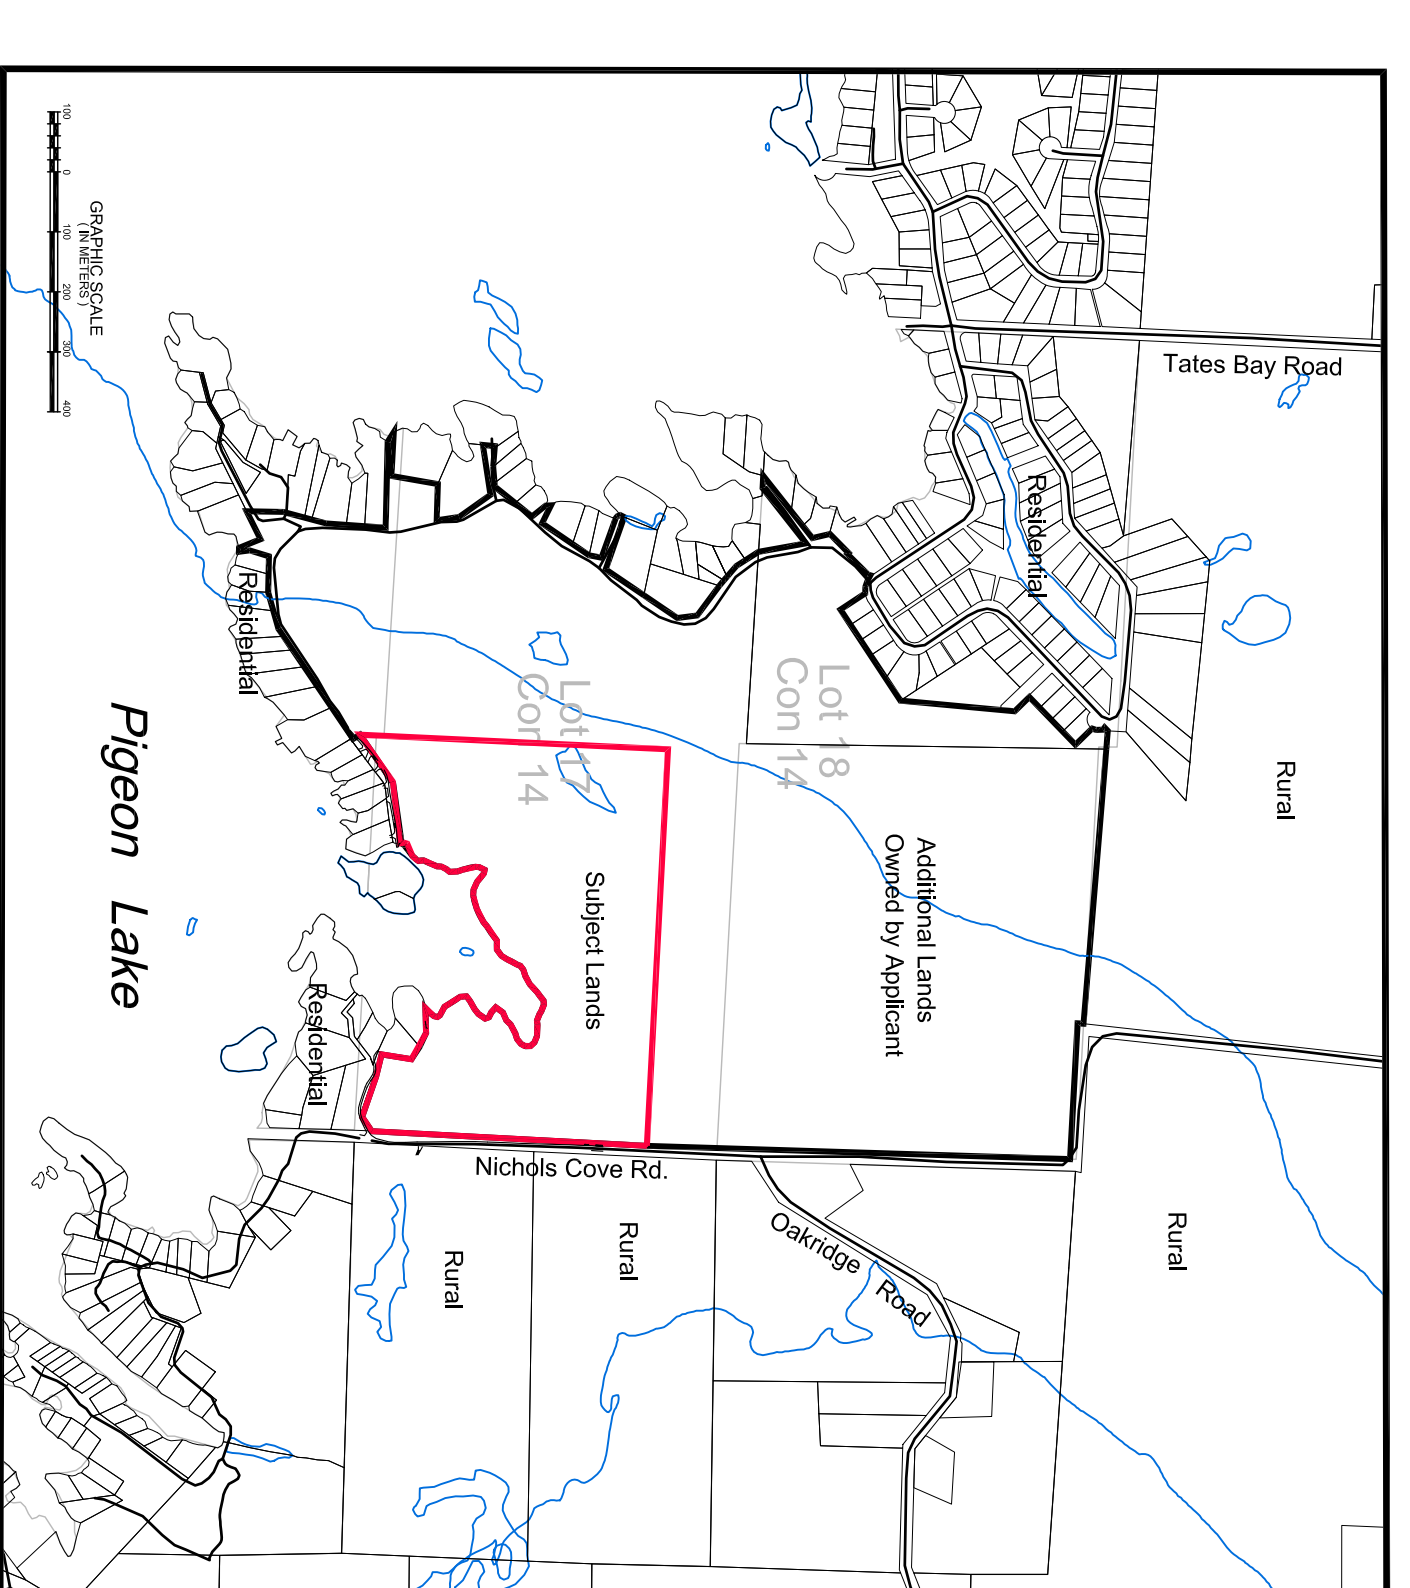 100
0
100
200
300
400
GRAPHIC SCALE
( IN METERS )
Tates Bay Road
Residential
Rural
Lot 18
Con 14
Lot 17
Con 14
Residential
Pigeon Lake
Additional Lands
Owned by Applicant
Subject Lands
Residential
Nichols Cove Rd.
Oakridge Road
Rural
Rural
Rural